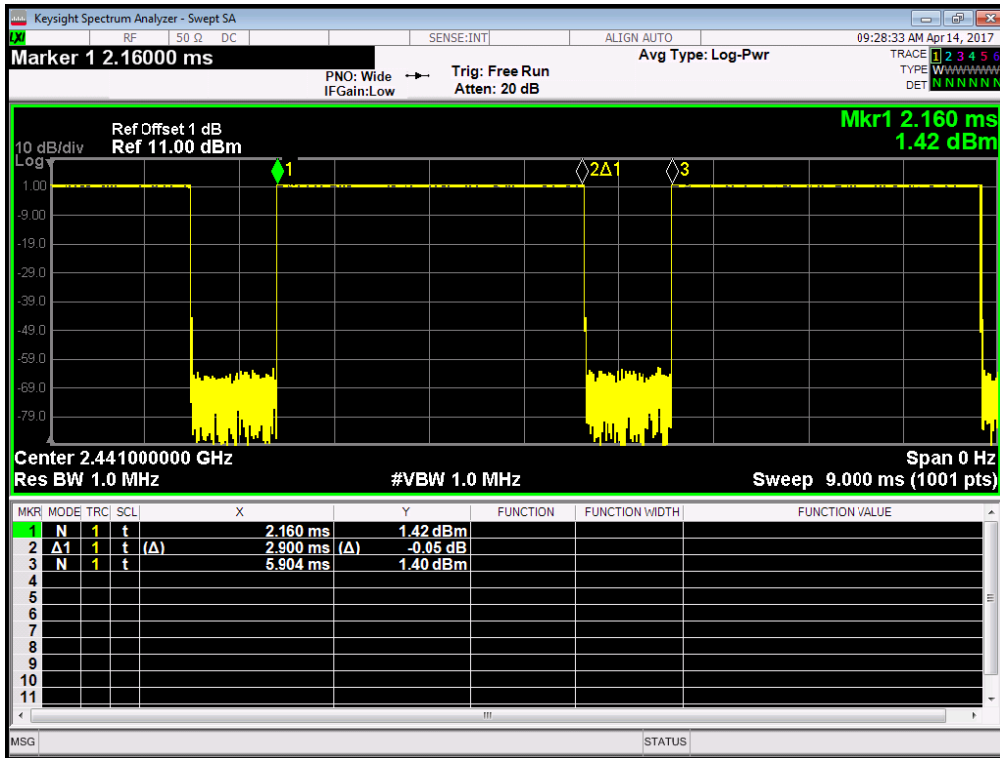 Keysight Spectrum Analyzer - Swept SA
LXI RF 50 Ω DC SENSE:INT ALIGN AUTO 09:28:33 AM Apr 14, 2017
Marker 1 2.16000 ms
PNO: Wide
IFGain:Low
Trig: Free Run
Atten: 20 dB
Avg Type: Log-Pwr
TRACE 1 2 3 4 5 6
TYPE WWWWWW
DET N N N N N N
Mkr1 2.160 ms
1.42 dBm
Ref Offset 1 dB
10 dB/div Ref 11.00 dBm
Log
1 2Δ1 3
1.00
-9.00
-19.0
-29.0
-39.0
-49.0
-59.0
-69.0
-79.0
Center 2.441000000 GHz Span 0 Hz
Res BW 1.0 MHz #VBW 1.0 MHz Sweep 9.000 ms (1001 pts)
MKR MODE TRC SCL X Y FUNCTION FUNCTION WIDTH FUNCTION VALUE
1 N 1 t 2.160 ms 1.42 dBm
2 Δ1 1 t (Δ) 2.900 ms (Δ) -0.05 dB
3 N 1 t 5.904 ms 1.40 dBm
4
5
6
7
8
9
10
11
MSG STATUS